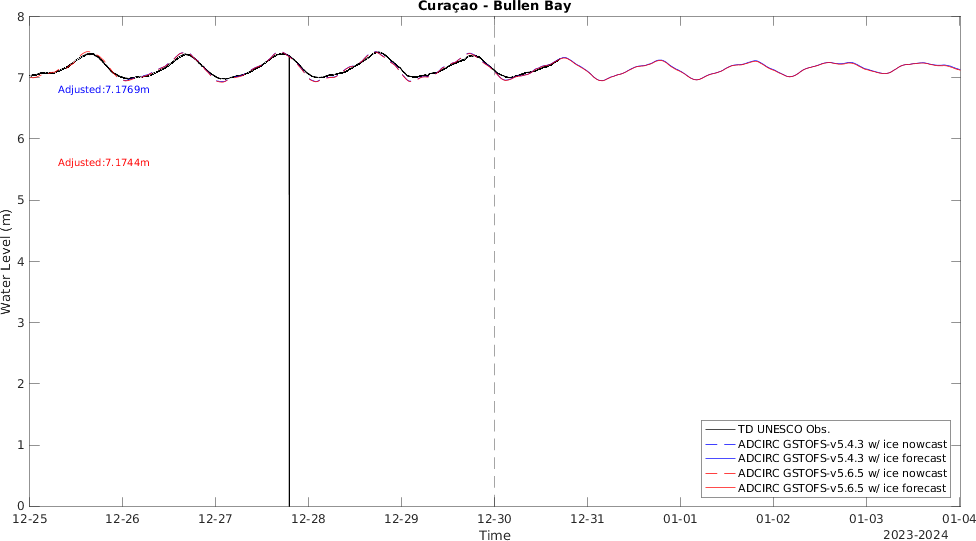 Curaçao - Bullen Bay
8
7
6
5
4
3
2
1
0
Water Level (m)
Adjusted:7.1769m
Adjusted:7.1744m
TD UNESCO Obs.
ADCIRC GSTOFS-v5.4.3 w/ ice nowcast
ADCIRC GSTOFS-v5.4.3 w/ ice forecast
ADCIRC GSTOFS-v5.6.5 w/ ice nowcast
ADCIRC GSTOFS-v5.6.5 w/ ice forecast
12-25 12-26 12-27 12-28 12-29 12-30 12-31 01-01 01-02 01-03 01-04
Time
2023-2024